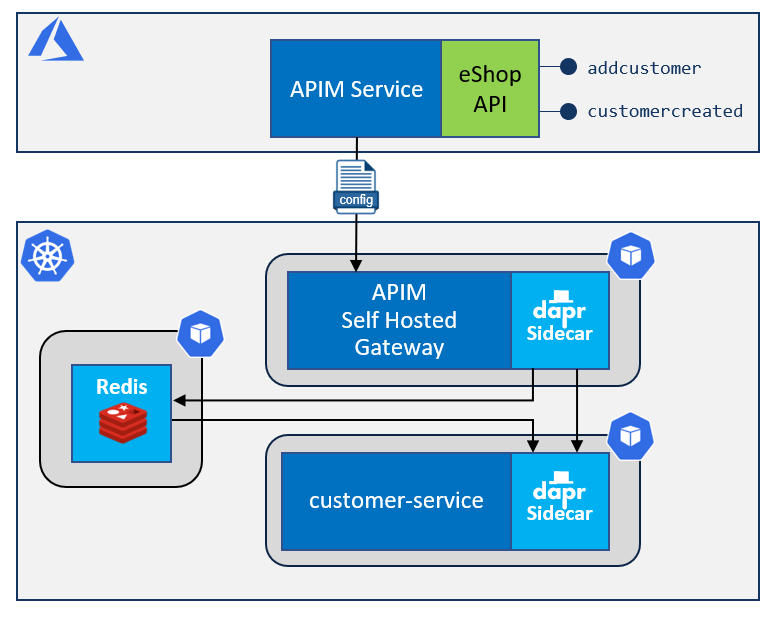 APIM Service
eShop
API
addcustomer
customercreated
config
APIM
Self Hosted
Gateway
dapr
Sidecar
Redis
customer-service
dapr
Sidecar